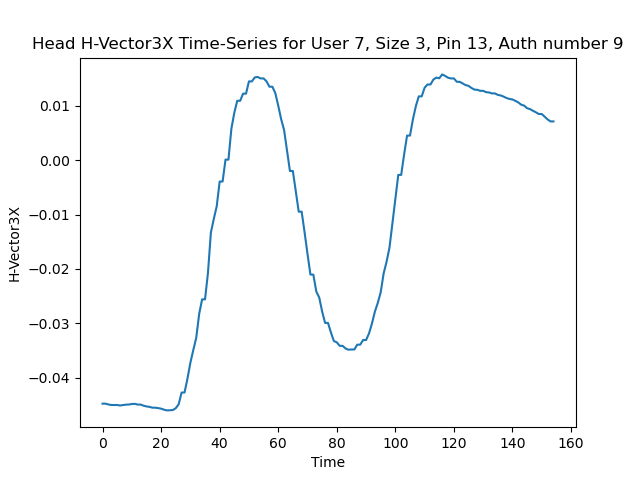 Head H-Vector3X Time-Series for User 7, Size 3, Pin 13, Auth number 9
H-Vector3X
0.01
0.00
−0.01
−0.02
−0.03
−0.04
0 20 40 60 80 100 120 140 160
Time